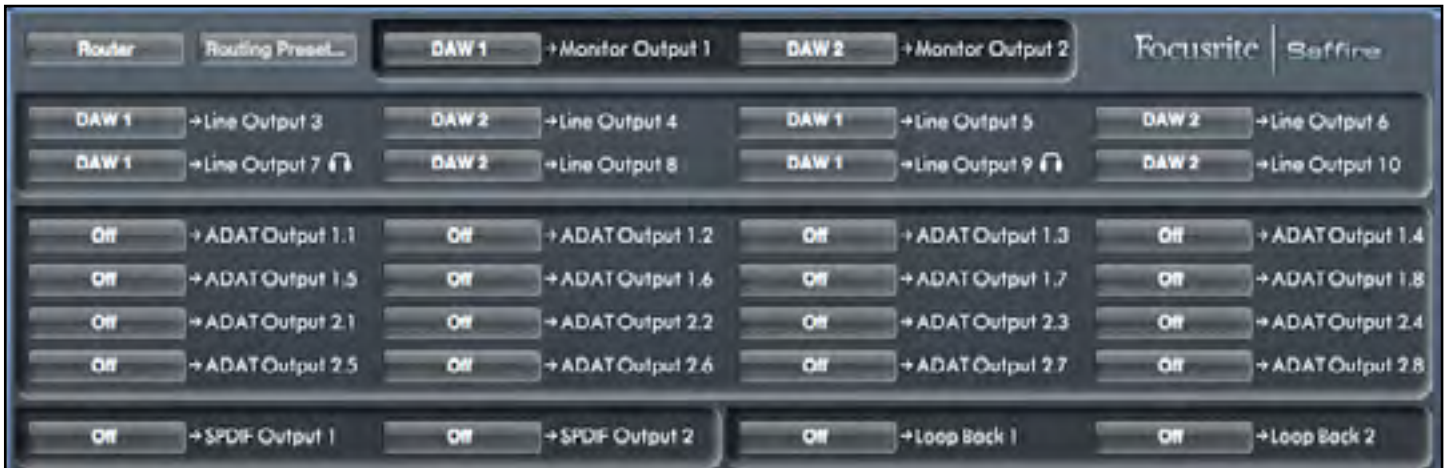 Router Routing Preset... DAW 1 →Monitor Output 1 DAW 2 →Monitor Output 2 Focusrite | Saffire
DAW 1 →Line Output 3 DAW 2 →Line Output 4 DAW 1 →Line Output 5 DAW 2 →Line Output 6
DAW 1 →Line Output 7 DAW 2 →Line Output 8 DAW 1 →Line Output 9 DAW 2 →Line Output 10
Off →ADAT Output 1.1 Off →ADAT Output 1.2 Off →ADAT Output 1.3 Off →ADAT Output 1.4
Off →ADAT Output 1.5 Off →ADAT Output 1.6 Off →ADAT Output 1.7 Off →ADAT Output 1.8
Off →ADAT Output 2.1 Off →ADAT Output 2.2 Off →ADAT Output 2.3 Off →ADAT Output 2.4
Off →ADAT Output 2.5 Off →ADAT Output 2.6 Off →ADAT Output 2.7 Off →ADAT Output 2.8
Off →SPDIF Output 1 Off →SPDIF Output 2 Off →Loop Back 1 Off →Loop Back 2